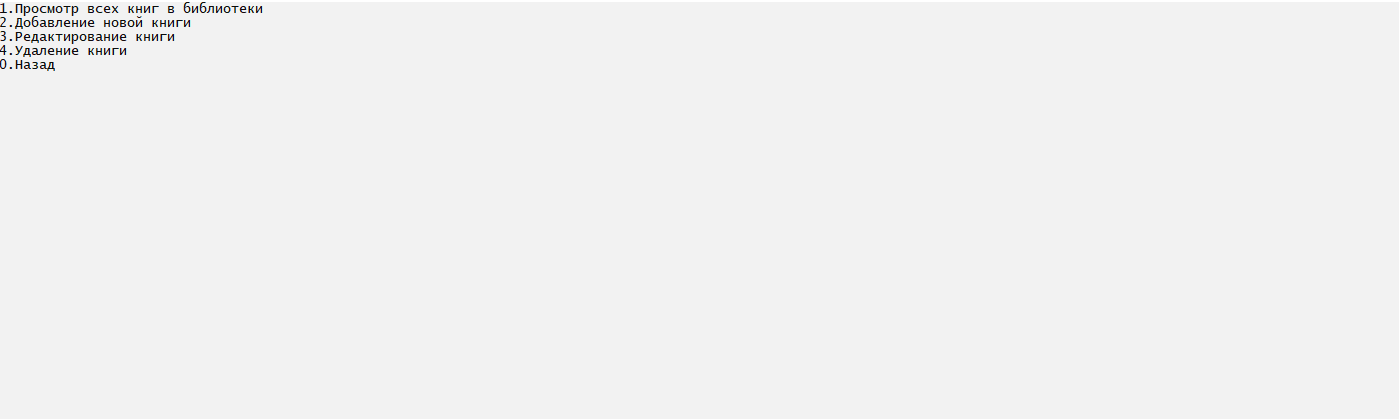 1.Просмотр всех книг в библиотеки
2.Добавление новой книги
3.Редактирование книги
4.Удаление книги
0.Назад